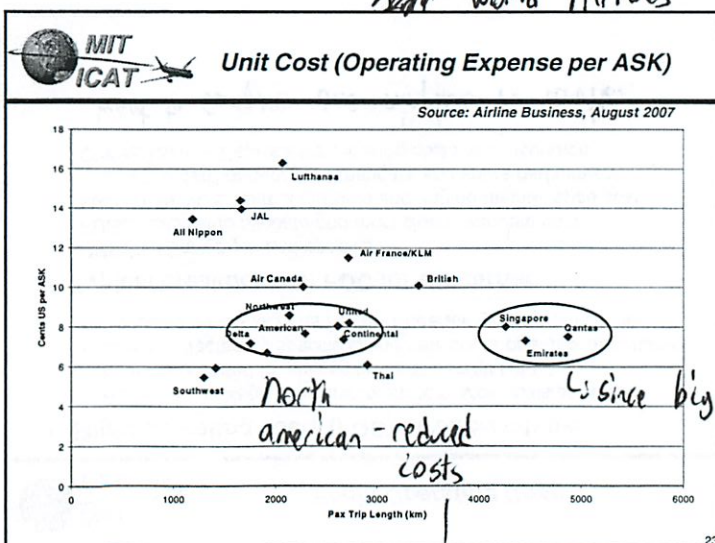 World Airlines
MIT
ICAT
Unit Cost (Operating Expense per ASK)
Source: Airline Business, August 2007
18
16
14
12
10
8
6
4
2
0
Cents US per ASK
Lufthansa
JAL
All Nippon
Air France/KLM
Air Canada
British
Northwest
United
American
Delta
Continental
Singapore
Qantas
Emirates
Thai
Southwest
North
american - reduced
costs
↳ since big
0 1000 2000 3000 4000 5000 6000
Pax Trip Length (km)
23